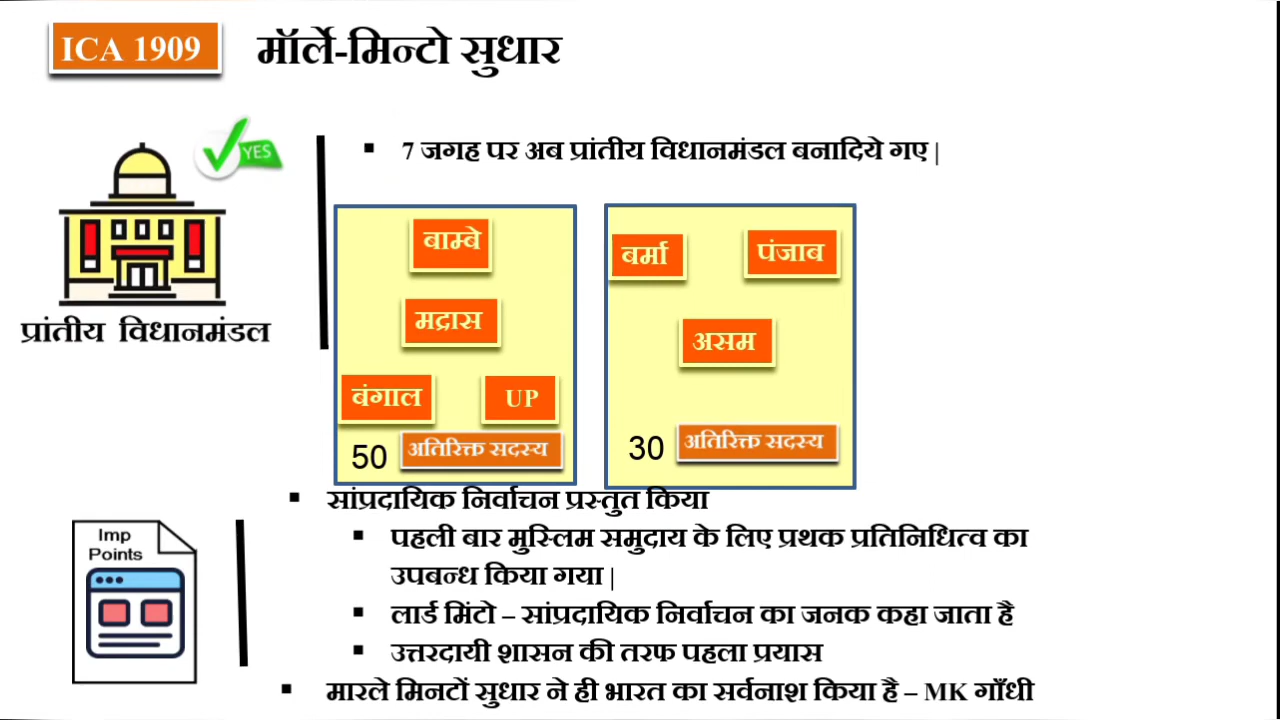 ICA 1909 मॉर्ले-मिन्टो सुधार
YES
▪ 7 जगह पर अब प्रांतीय विधानमंडल बनादिये गए |
प्रांतीय विधानमंडल
बाम्बे
मद्रास
बंगाल UP
50 अतिरिक्त सदस्य
बर्मा पंजाब
असम
30 अतिरिक्त सदस्य
▪ सांप्रदायिक निर्वाचन प्रस्तुत किया
Imp
Points
▪ पहली बार मुस्लिम समुदाय के लिए प्रथक प्रतिनिधित्व का
उपबन्ध किया गया |
▪ लार्ड मिंटो – सांप्रदायिक निर्वाचन का जनक कहा जाता है
▪ उत्तरदायी शासन की तरफ पहला प्रयास
▪ मारले मिनटों सुधार ने ही भारत का सर्वनाश किया है – MK गाँधी